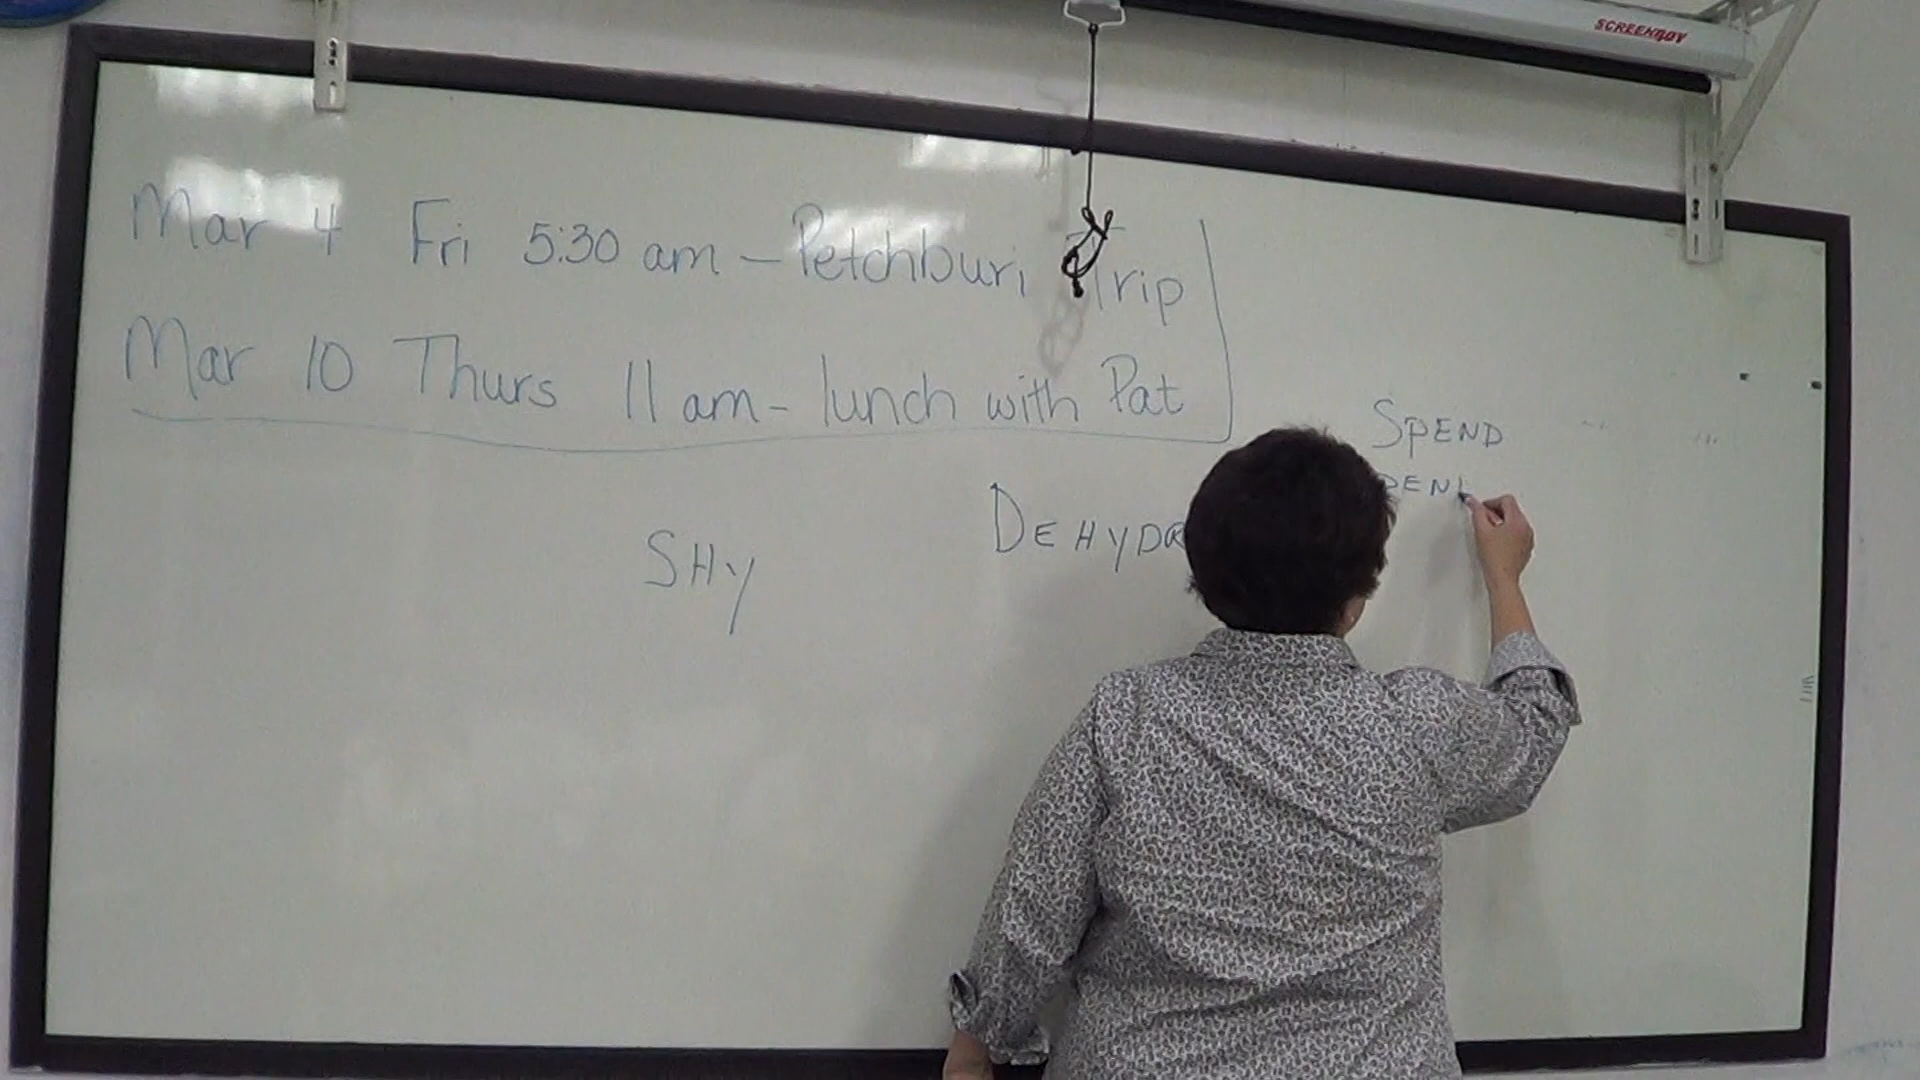 SCREENBOY
Mar 4 Fri 5:30 am - Petchburi Trip
Mar 10 Thurs 11 am - lunch with Pat
SPEND
SHY